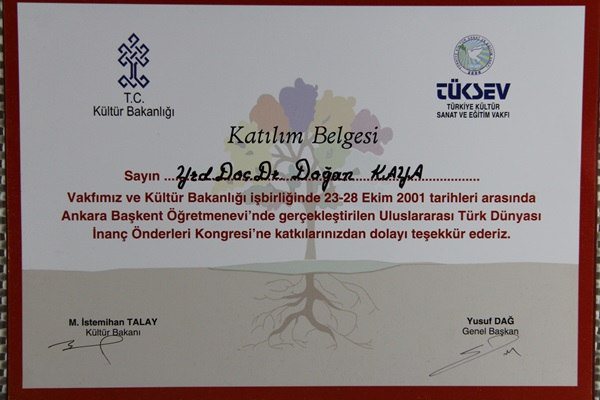 T.C.
Kültür Bakanlığı
TÜKSEV
TÜRKİYE KÜLTÜR
SANAT VE EĞİTİM VAKFI
Katılım Belgesi
Sayın ...Yrd Doç. Dr. Doğan KAYA...
Vakfımız ve Kültür Bakanlığı işbirliğinde 23-28 Ekim 2001 tarihleri arasında
Ankara Başkent Öğretmenevi'nde gerçekleştirilen Uluslararası Türk Dünyası
İnanç Önderleri Kongresi'ne katkılarınızdan dolayı teşekkür ederiz.
M. İstemihan TALAY
Kültür Bakanı
Yusuf DAĞ
Genel Başkan